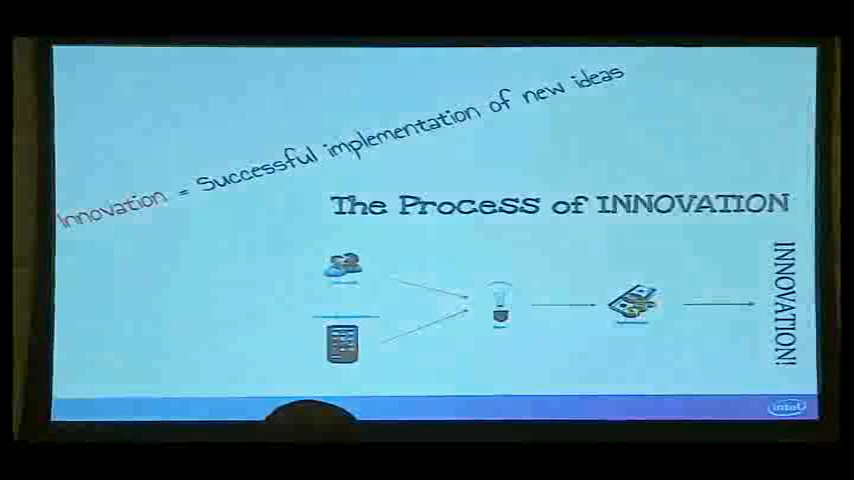 Innovation = Successful implementation of new ideas
The Process of INNOVATION
INNOVATION!
intel